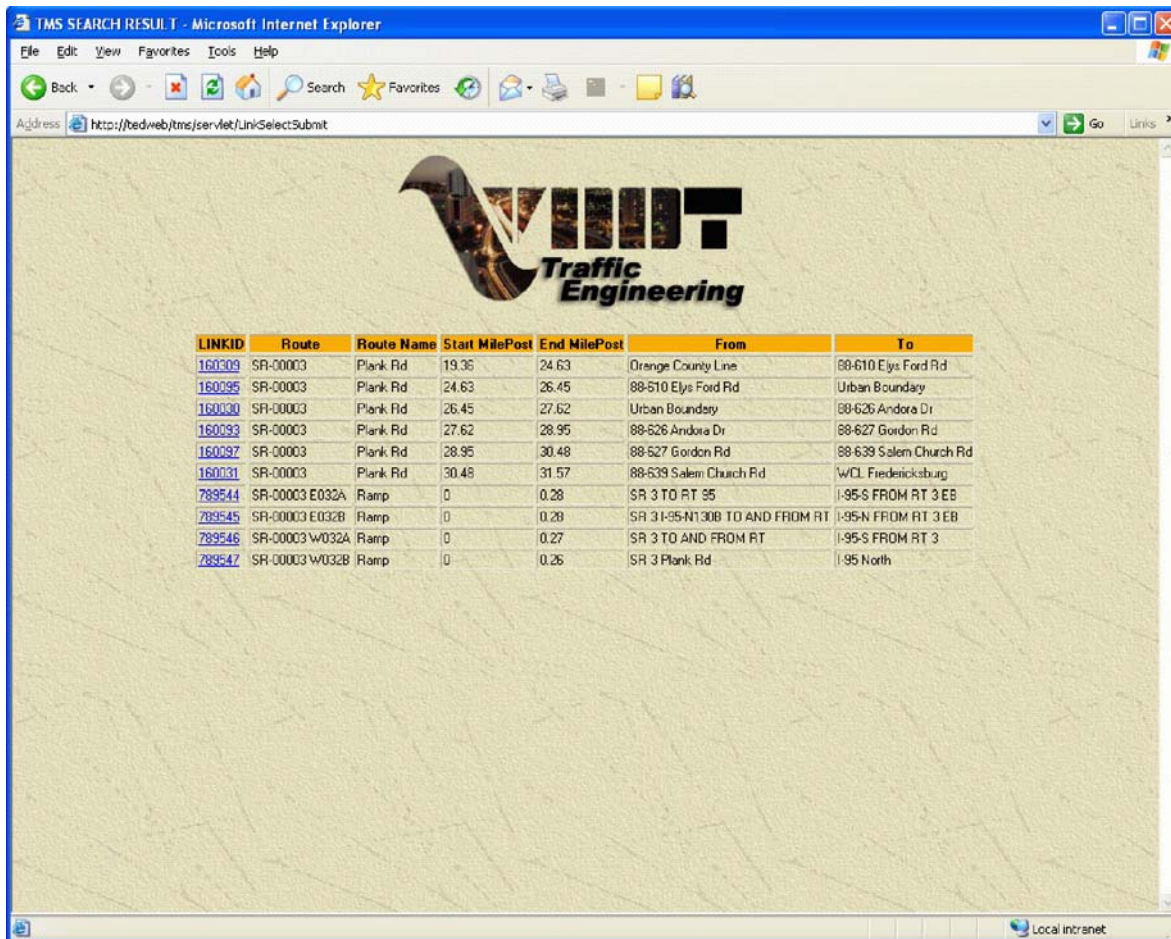 TMS SEARCH RESULT - Microsoft Internet Explorer
File Edit View Favorites Tools Help
Back Search Favorites
Address http://tedweb/tms/servlet/LinkSelectSubmit Go Links »
VDOT
Traffic
Engineering
LINKID Route Route Name Start MilePost End MilePost From To
160309 SR-00003 Plank Rd 19.36 24.63 Orange County Line 88-610 Elys Ford Rd
160095 SR-00003 Plank Rd 24.63 26.45 88-610 Elys Ford Rd Urban Boundary
160030 SR-00003 Plank Rd 26.45 27.62 Urban Boundary 88-626 Andora Dr
160093 SR-00003 Plank Rd 27.62 28.95 88-626 Andora Dr 88-627 Gordon Rd
160097 SR-00003 Plank Rd 28.95 30.48 88-627 Gordon Rd 88-639 Salem Church Rd
160031 SR-00003 Plank Rd 30.48 31.57 88-639 Salem Church Rd WCL Fredericksburg
789544 SR-00003 E032A Ramp 0 0.28 SR 3 TO RT 95 I-95-S FROM RT 3 EB
789545 SR-00003 E032B Ramp 0 0.28 SR 3 I-95-N130B TO AND FROM RT I-95-N FROM RT 3 EB
789546 SR-00003 W032A Ramp 0 0.27 SR 3 TO AND FROM RT I-95-S FROM RT 3
789547 SR-00003 W032B Ramp 0 0.26 SR 3 Plank Rd I-95 North
Local intranet